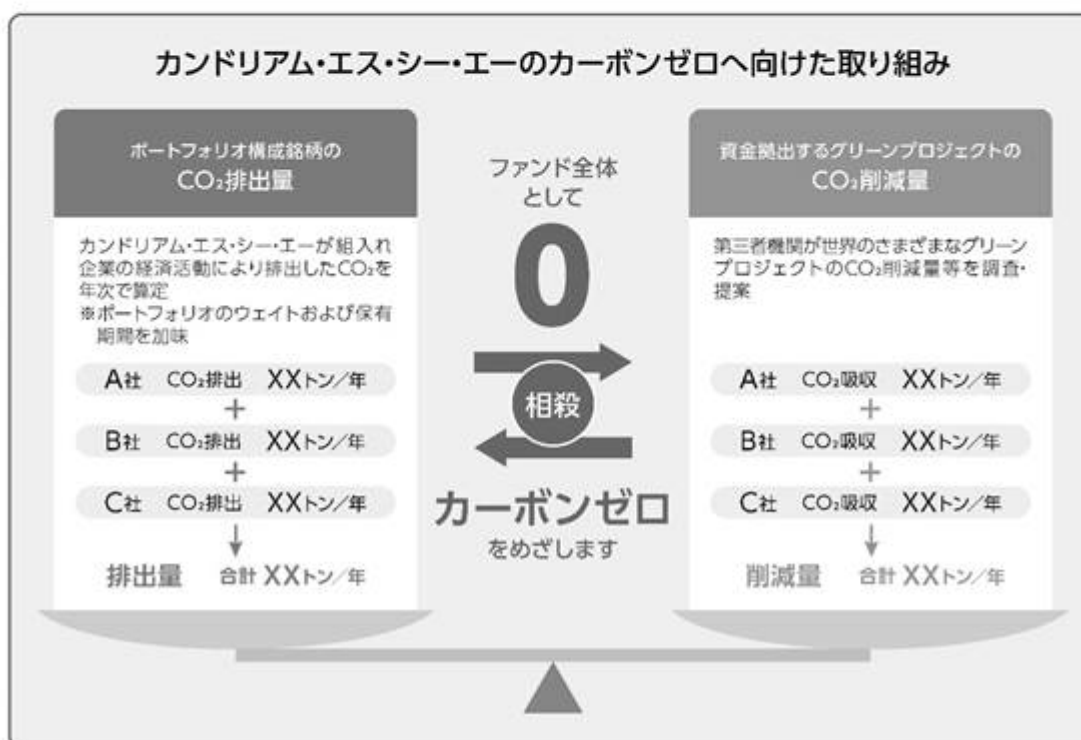 カンドリアム・エス・シー・エーのカーボンゼロへ向けた取り組み
ポートフォリオ構成銘柄の
CO₂排出量
カンドリアム・エス・シー・エーが組入れ
企業の経済活動により排出したCO₂を
年次で算定
※ポートフォリオのウェイトおよび保有
期間を加味
A社 CO₂排出 XXトン／年
+
B社 CO₂排出 XXトン／年
+
C社 CO₂排出 XXトン／年
↓
排出量 合計 XXトン／年
ファンド全体
として
0
相殺
カーボンゼロ
をめざします
資金拠出するグリーンプロジェクトの
CO₂削減量
第三者機関が世界のさまざまなグリーン
プロジェクトのCO₂削減量等を調査・
提案
A社 CO₂吸収 XXトン／年
+
B社 CO₂吸収 XXトン／年
+
C社 CO₂吸収 XXトン／年
↓
削減量 合計 XXトン／年